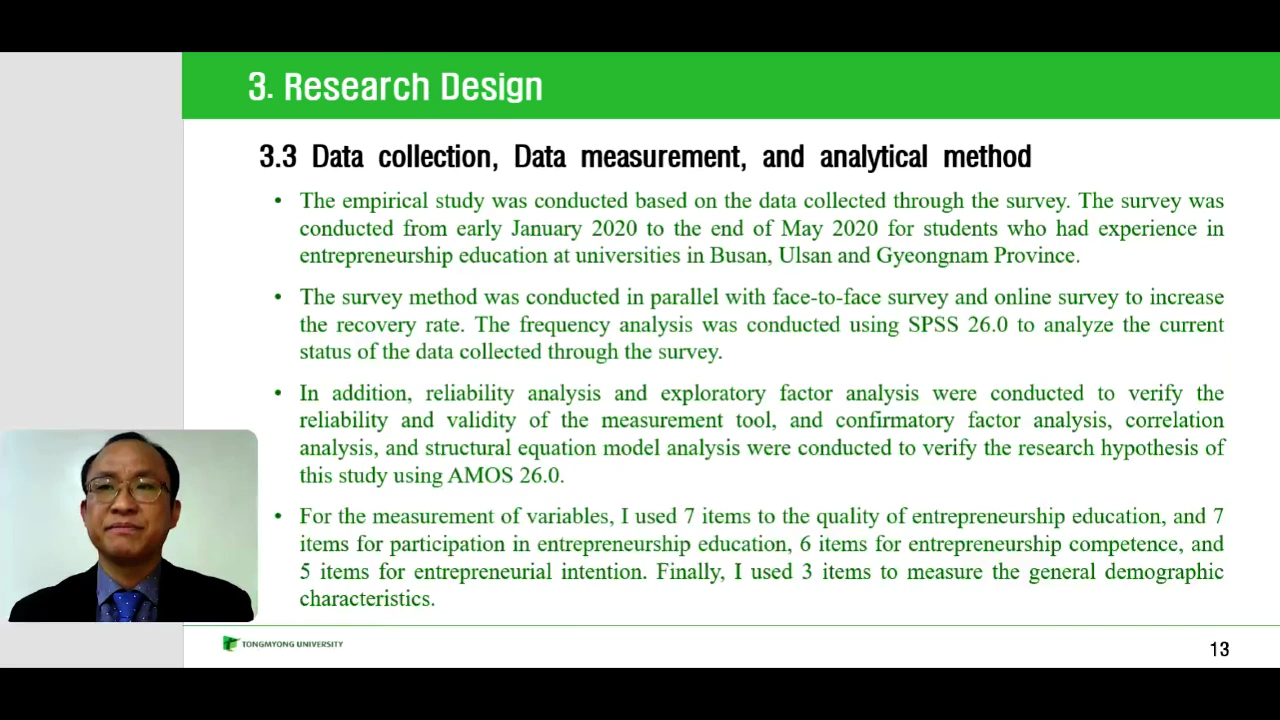 3. Research Design
3.3 Data collection, Data measurement, and analytical method
• The empirical study was conducted based on the data collected through the survey. The survey was
conducted from early January 2020 to the end of May 2020 for students who had experience in
entrepreneurship education at universities in Busan, Ulsan and Gyeongnam Province.
• The survey method was conducted in parallel with face-to-face survey and online survey to increase
the recovery rate. The frequency analysis was conducted using SPSS 26.0 to analyze the current
status of the data collected through the survey.
• In addition, reliability analysis and exploratory factor analysis were conducted to verify the
reliability and validity of the measurement tool, and confirmatory factor analysis, correlation
analysis, and structural equation model analysis were conducted to verify the research hypothesis of
this study using AMOS 26.0.
• For the measurement of variables, I used 7 items to the quality of entrepreneurship education, and 7
items for participation in entrepreneurship education, 6 items for entrepreneurship competence, and
5 items for entrepreneurial intention. Finally, I used 3 items to measure the general demographic
characteristics.
TONGMYONG UNIVERSITY
13